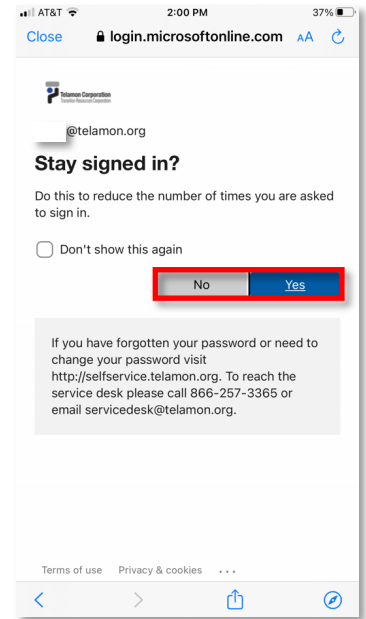 AT&T 2:00 PM 37%
Close login.microsoftonline.com AA
Telamon Corporation
Transition Resources Corporation
@telamon.org
Stay signed in?
Do this to reduce the number of times you are asked
to sign in.
Don't show this again
No Yes
If you have forgotten your password or need to
change your password visit
http://selfservice.telamon.org. To reach the
service desk please call 866-257-3365 or
email servicedesk@telamon.org.
Terms of use Privacy & cookies ...